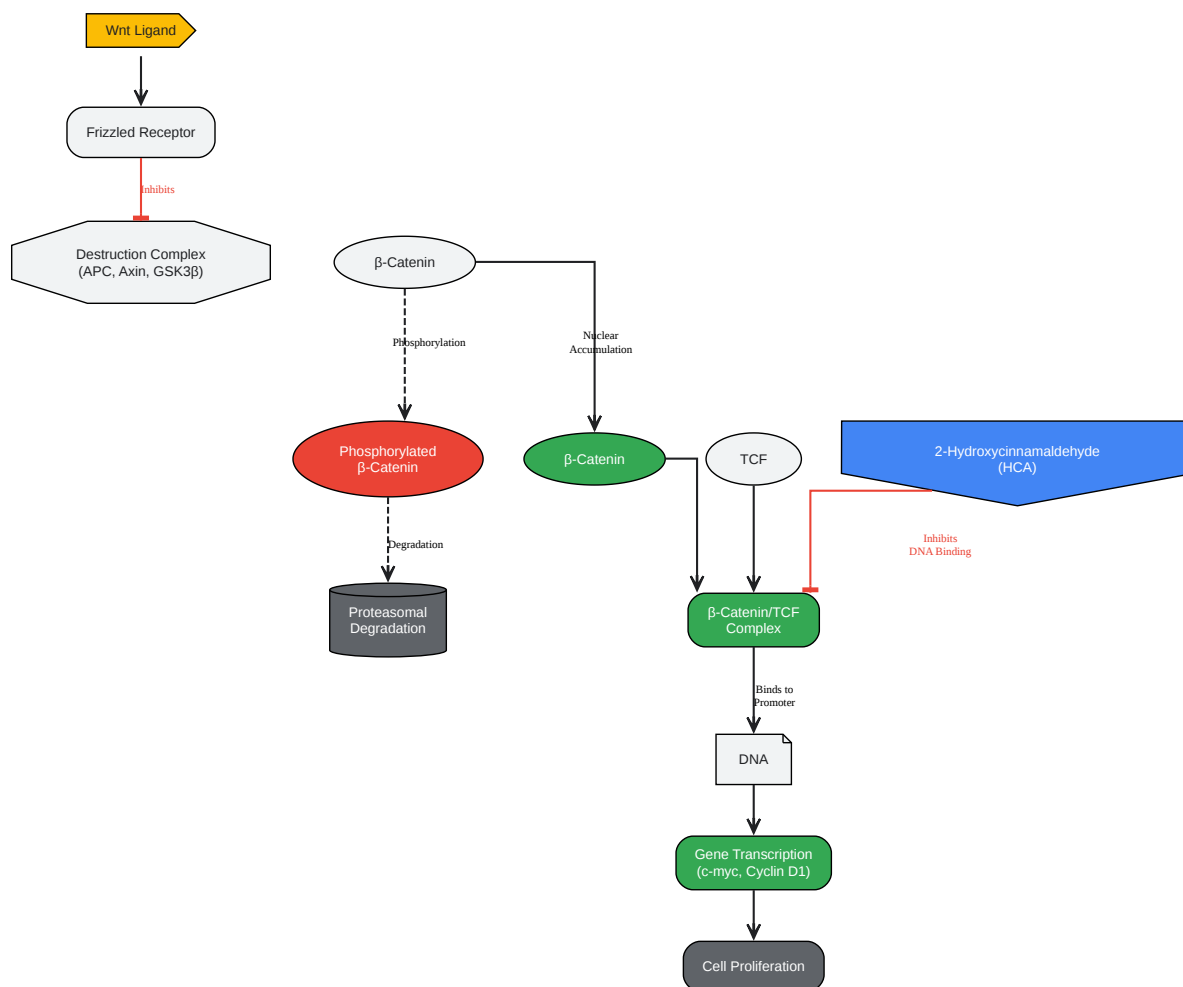 Wnt Ligand
Frizzled Receptor
Inhibits
Destruction Complex
(APC, Axin, GSK3β)
β-Catenin
Phosphorylation
Nuclear
Accumulation
Phosphorylated
β-Catenin
β-Catenin
TCF
2-Hydroxycinnamaldehyde
(HCA)
Degradation
Inhibits
DNA Binding
Proteasomal
Degradation
β-Catenin/TCF
Complex
Binds to
Promoter
DNA
Gene Transcription
(c-myc, Cyclin D1)
Cell Proliferation